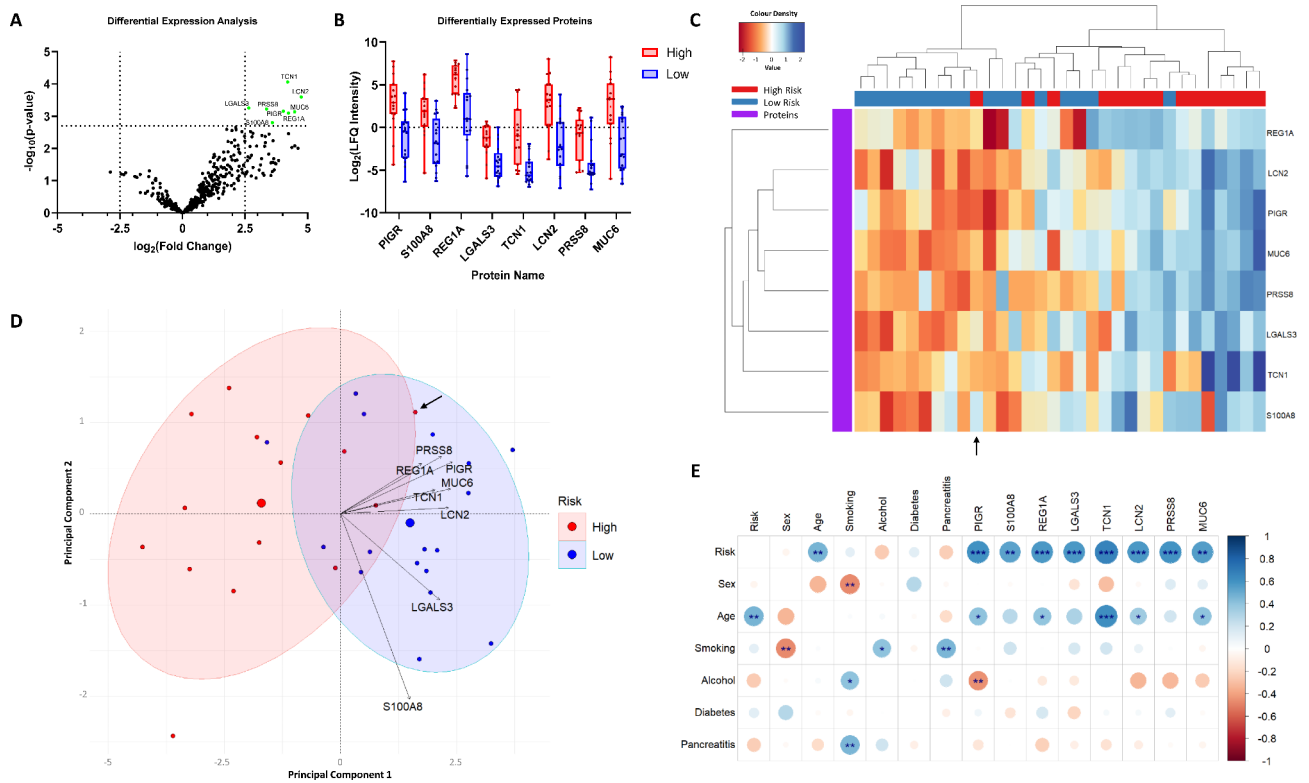 A
Differential Expression Analysis
5
4
3
2
1
0
-5
-2.5
0
2.5
5
-log10(p-value)
log2(Fold Change)
TCN1
LCN2
LGALS3
PRSS8
MUC6
PIGR
REG1A
S100A8
B
Differentially Expressed Proteins
High
Low
10
5
0
-5
-10
Log2(LFQ Intensity)
PIGR
S100A8
REG1A
LGALS3
TCN1
LCN2
PRSS8
MUC6
Protein Name
C
Colour Density
-2
-1
0
1
2
Value
High Risk
Low Risk
Proteins
REG1A
LCN2
PIGR
MUC6
PRSS8
LGALS3
TCN1
S100A8
D
2
1
0
-1
-2
-5
-2.5
0
2.5
Principal Component 2
Principal Component 1
PRSS8
REG1A
PIGR
MUC6
TCN1
LCN2
LGALS3
S100A8
Risk
High
Low
E
Risk
Sex
Age
Smoking
Alcohol
Diabetes
Pancreatitis
PIGR
S100A8
REG1A
LGALS3
TCN1
LCN2
PRSS8
MUC6
Risk
** *** ** *** *** *** *** *** **
Sex
**
Age
** * * *** * *
Smoking
** * **
Alcohol
* **
Diabetes
Pancreatitis
**
1
0.8
0.6
0.4
0.2
0
-0.2
-0.4
-0.6
-0.8
-1